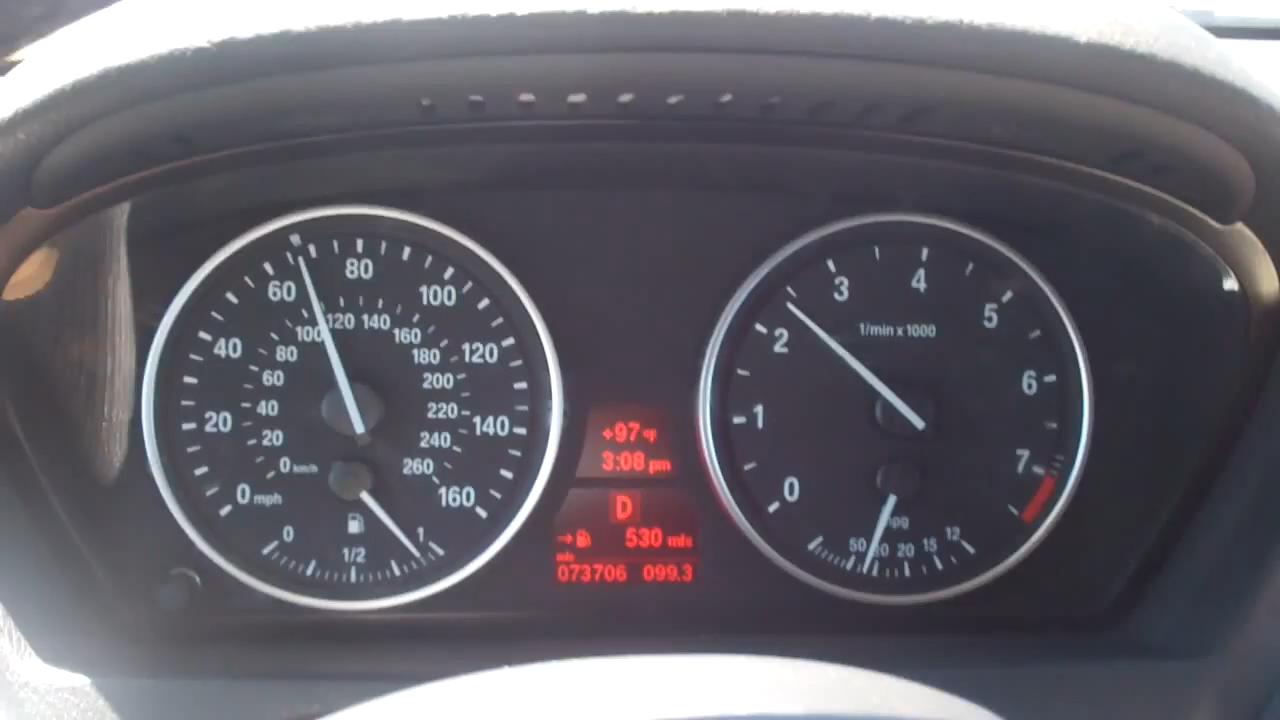 0 mph 20 40 60 80 100 120 140 160
0 km/h 20 40 60 80 100 120 140 160 180 200 220 240 260
0 1/2 1
+97 °F
3:08 pm
D
530 mls
mls
073706 099.3
0 1 2 3 4 5 6 7
1/min x 1000
mpg
50 20 15 12